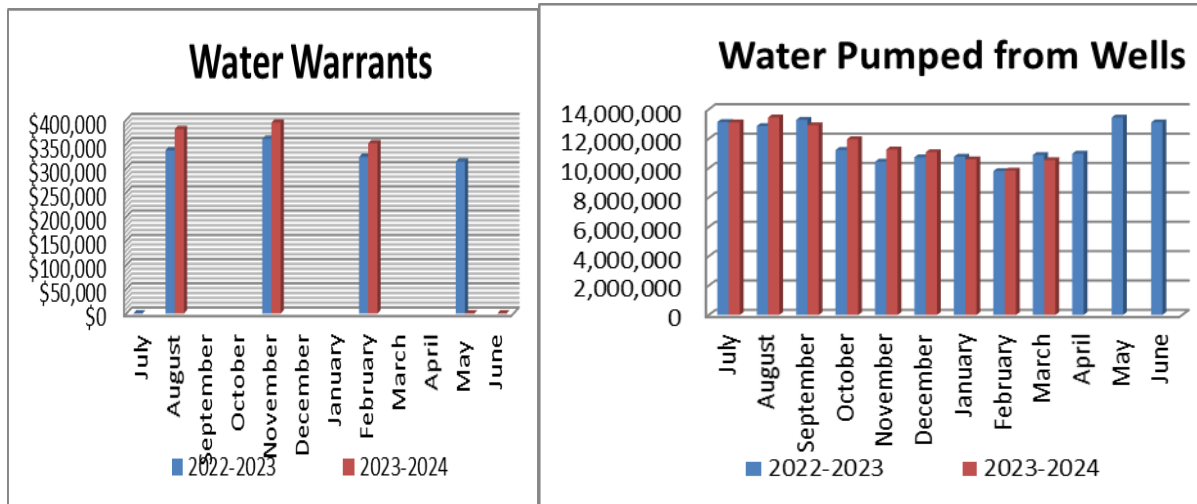 Water Warrants
$400,000
$350,000
$300,000
$250,000
$200,000
$150,000
$100,000
$50,000
$0
July
August
September
October
November
December
January
February
March
April
May
June
2022-2023
2023-2024
Water Pumped from Wells
14,000,000
12,000,000
10,000,000
8,000,000
6,000,000
4,000,000
2,000,000
0
July
August
September
October
November
December
January
February
March
April
May
June
2022-2023
2023-2024